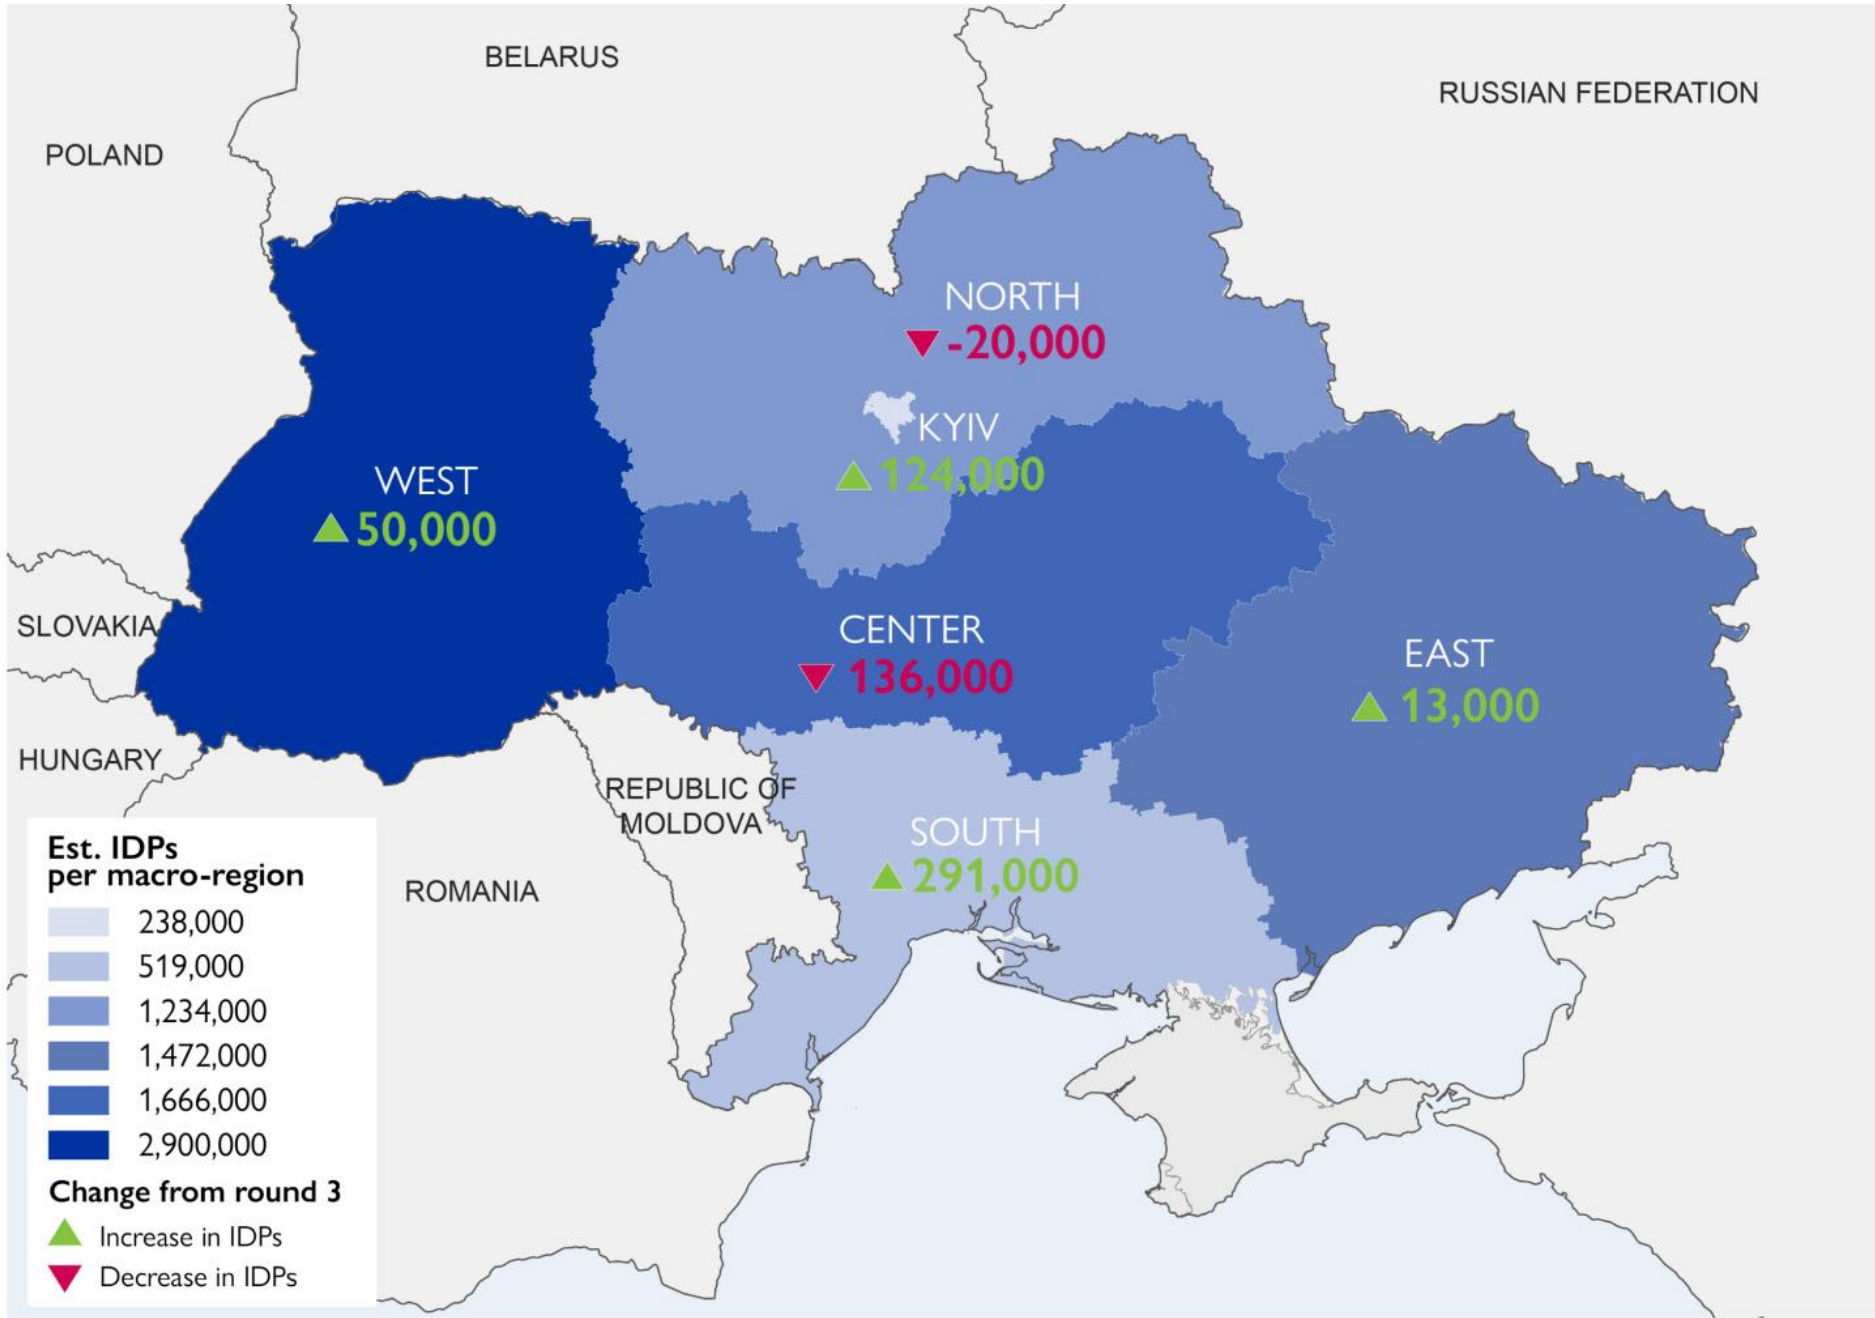 BELARUS
RUSSIAN FEDERATION
POLAND
NORTH
-20,000
KYIV
124,000
WEST
50,000
SLOVAKIA
CENTER
136,000
EAST
13,000
HUNGARY
REPUBLIC OF
MOLDOVA
SOUTH
291,000
ROMANIA
Est. IDPs
per macro-region
238,000
519,000
1,234,000
1,472,000
1,666,000
2,900,000
Change from round 3
Increase in IDPs
Decrease in IDPs